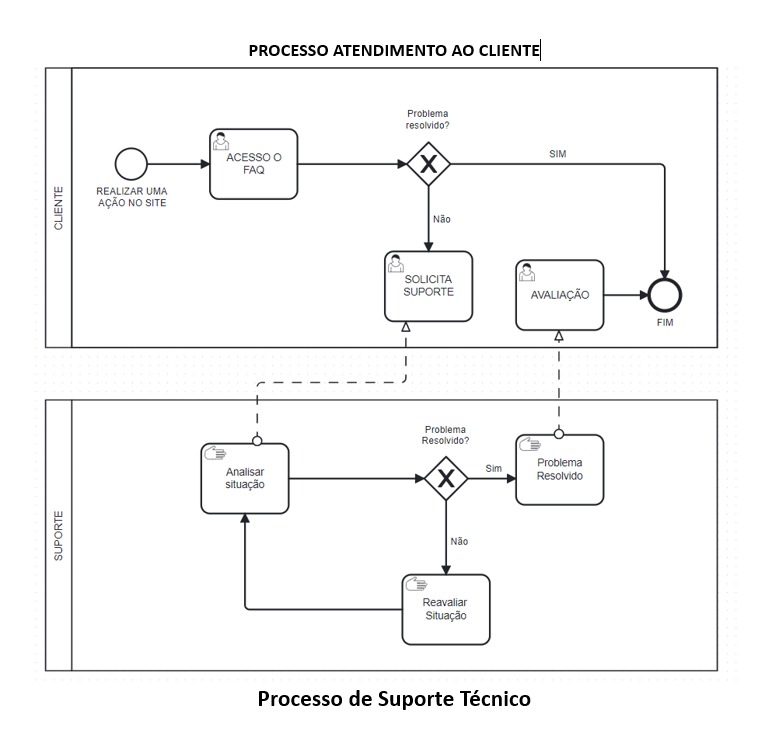 PROCESSO ATENDIMENTO AO CLIENTE
CLIENTE
REALIZAR UMA
AÇÃO NO SITE
ACESSO O
FAQ
Problema
resolvido?
SIM
Não
SOLICITA
SUPORTE
AVALIAÇÃO
FIM
SUPORTE
Analisar
situação
Problema
Resolvido?
Sim
Problema
Resolvido
Não
Reavaliar
Situação
Processo de Suporte Técnico